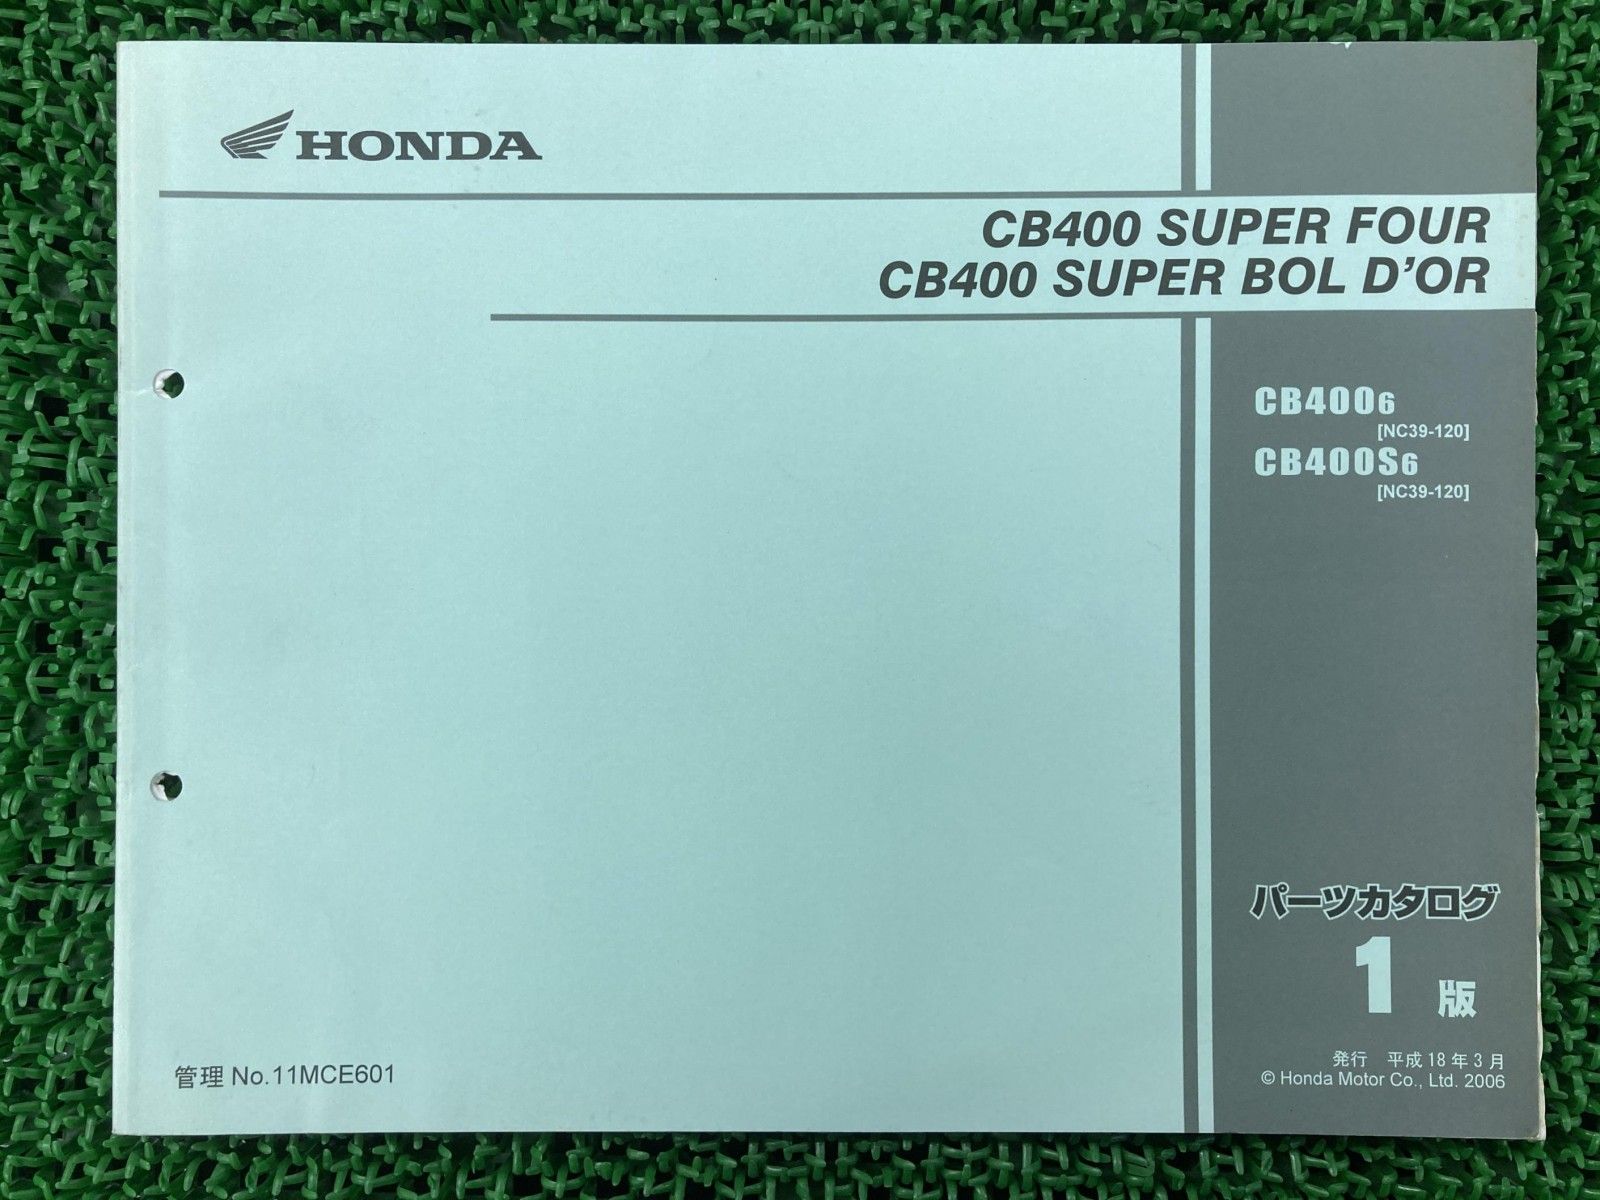 HONDA
CB400 SUPER FOUR
CB400 SUPER BOL D'OR
CB4006
[NC39-120]
CB400S6
[NC39-120]
パーツカタログ
1 版
発行 平成 18 年 3 月
© Honda Motor Co., Ltd. 2006
管理 No.11MCE601